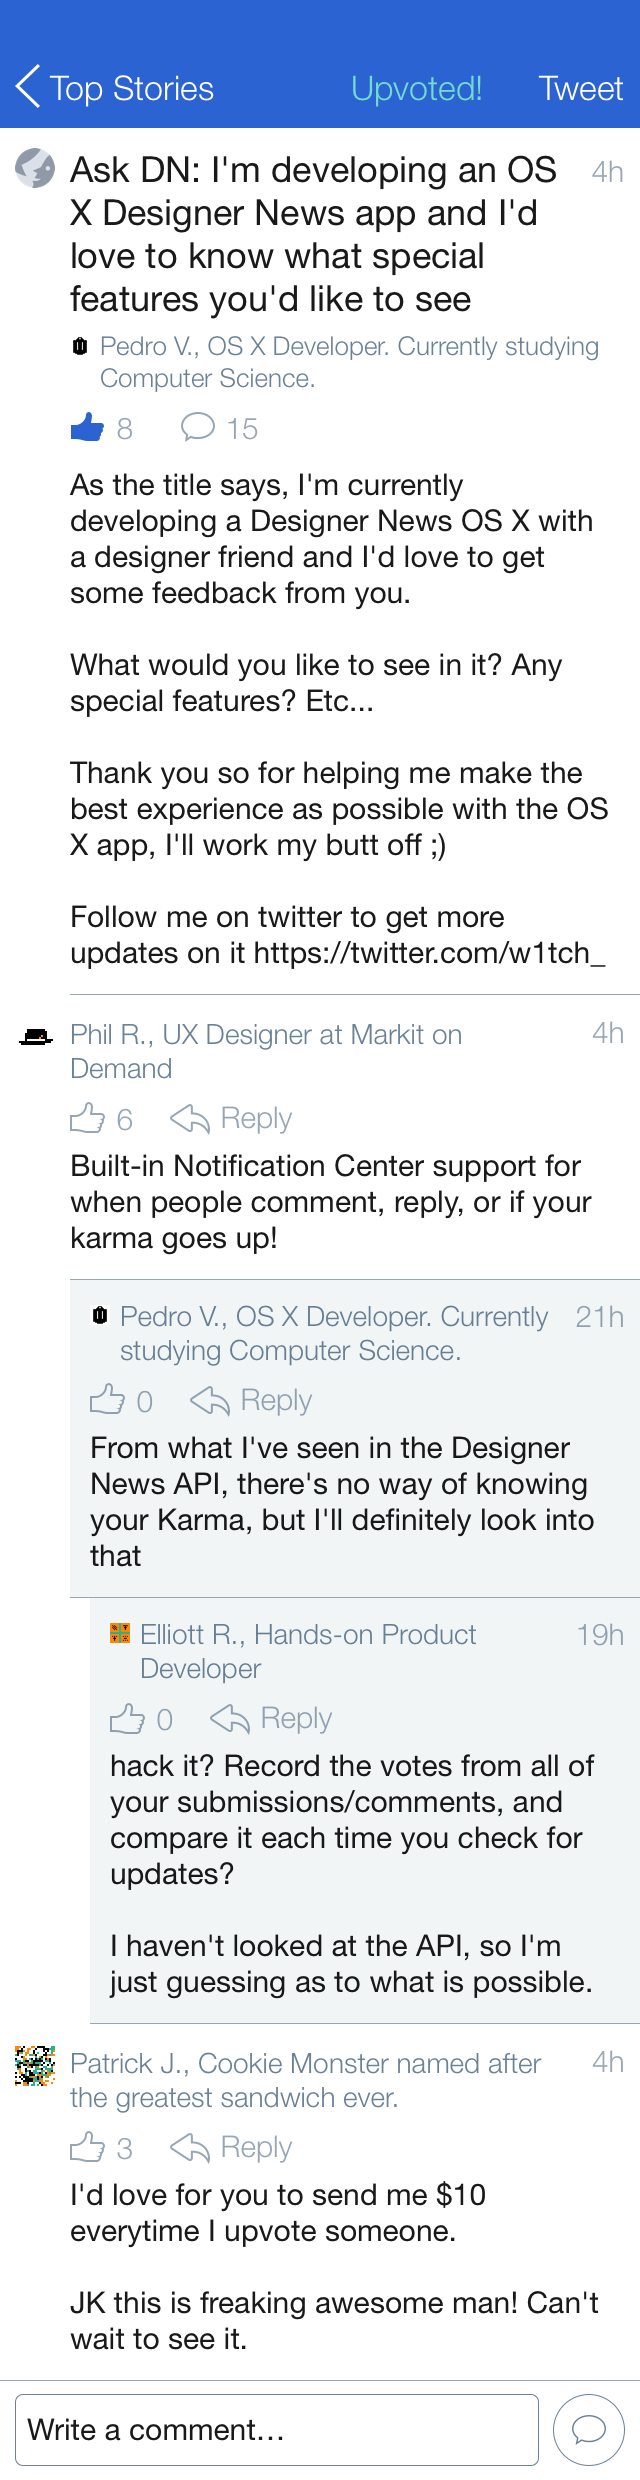 Top Stories Upvoted! Tweet
Ask DN: I'm developing an OS 4h
X Designer News app and I'd
love to know what special
features you'd like to see
Pedro V., OS X Developer. Currently studying
Computer Science.
8 15
As the title says, I'm currently
developing a Designer News OS X with
a designer friend and I'd love to get
some feedback from you.
What would you like to see in it? Any
special features? Etc...
Thank you so for helping me make the
best experience as possible with the OS
X app, I'll work my butt off ;)
Follow me on twitter to get more
updates on it https://twitter.com/w1tch_
Phil R., UX Designer at Markit on 4h
Demand
6 Reply
Built-in Notification Center support for
when people comment, reply, or if your
karma goes up!
Pedro V., OS X Developer. Currently 21h
studying Computer Science.
0 Reply
From what I've seen in the Designer
News API, there's no way of knowing
your Karma, but I'll definitely look into
that
Elliott R., Hands-on Product 19h
Developer
0 Reply
hack it? Record the votes from all of
your submissions/comments, and
compare it each time you check for
updates?
I haven't looked at the API, so I'm
just guessing as to what is possible.
Patrick J., Cookie Monster named after 4h
the greatest sandwich ever.
3 Reply
I'd love for you to send me $10
everytime I upvote someone.
JK this is freaking awesome man! Can't
wait to see it.
Write a comment...